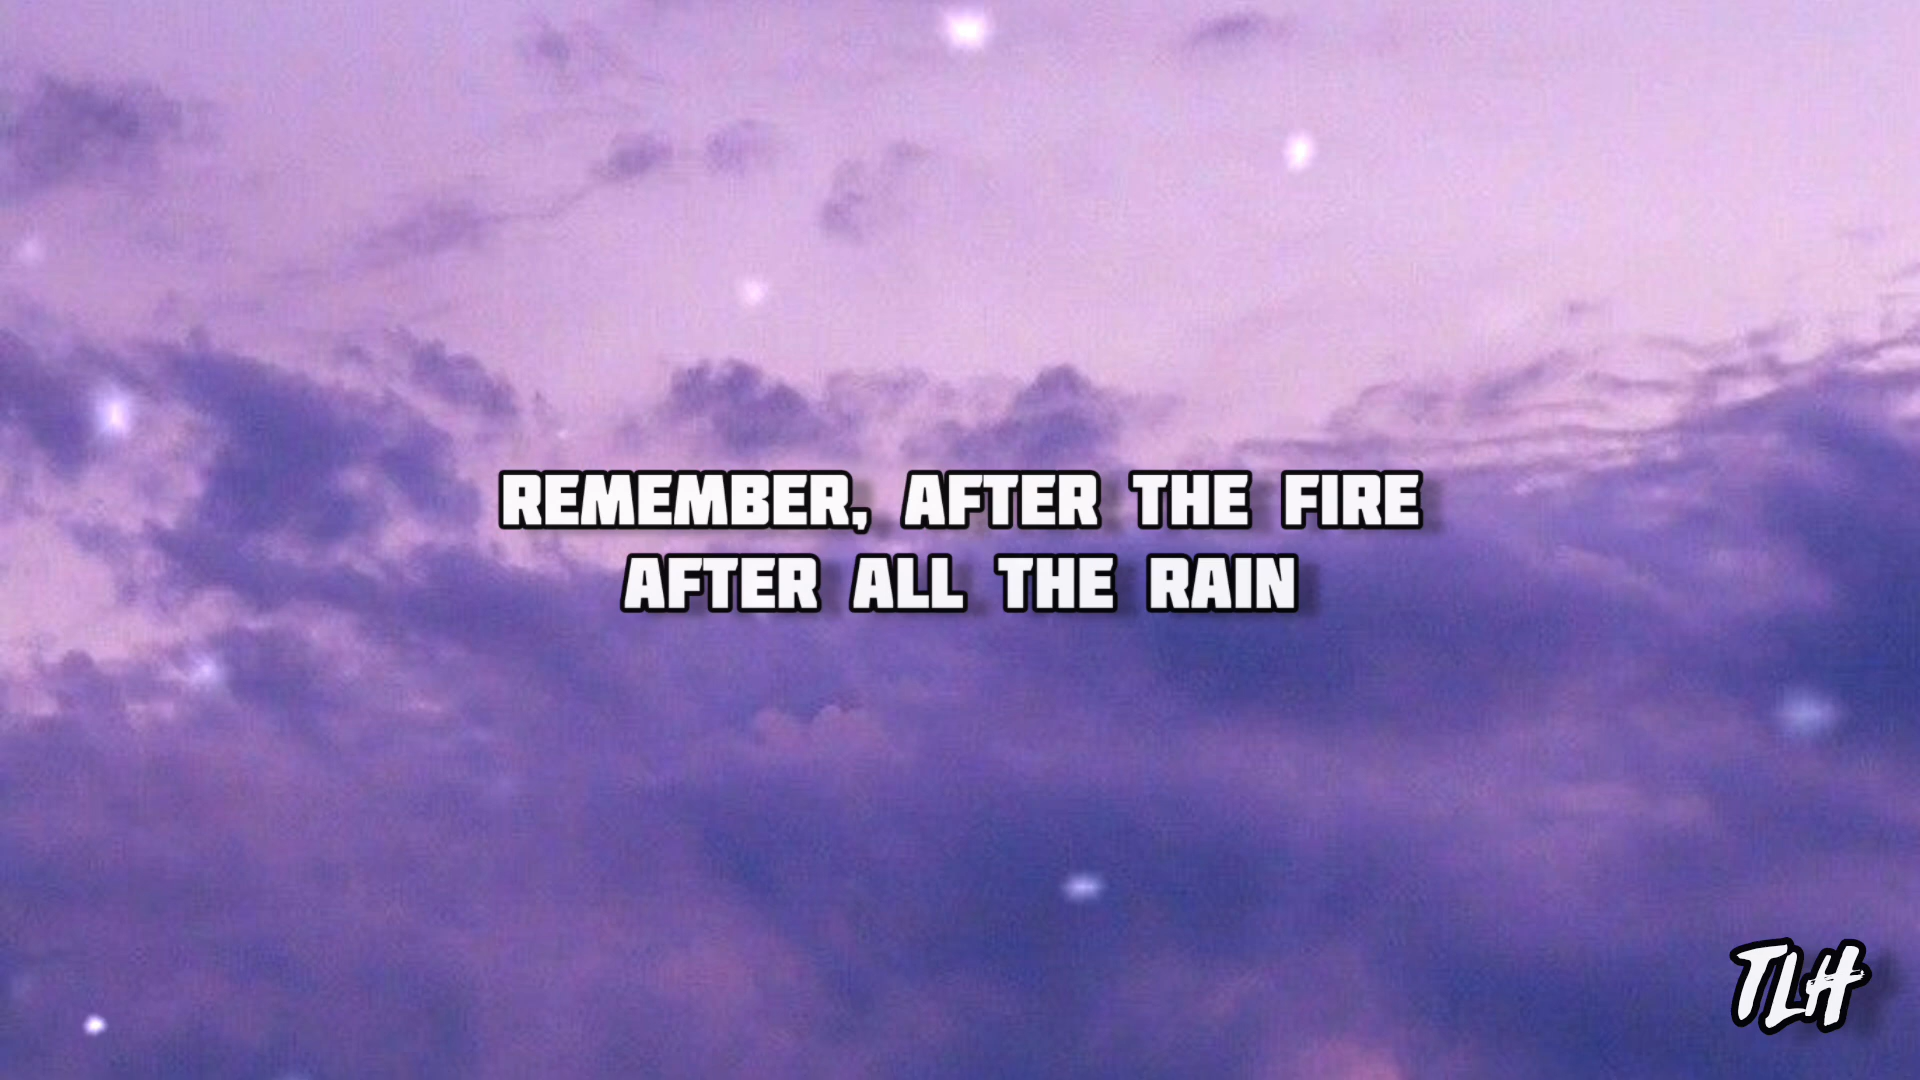 REMEMBER, AFTER THE FIRE
AFTER ALL THE RAIN
TLH